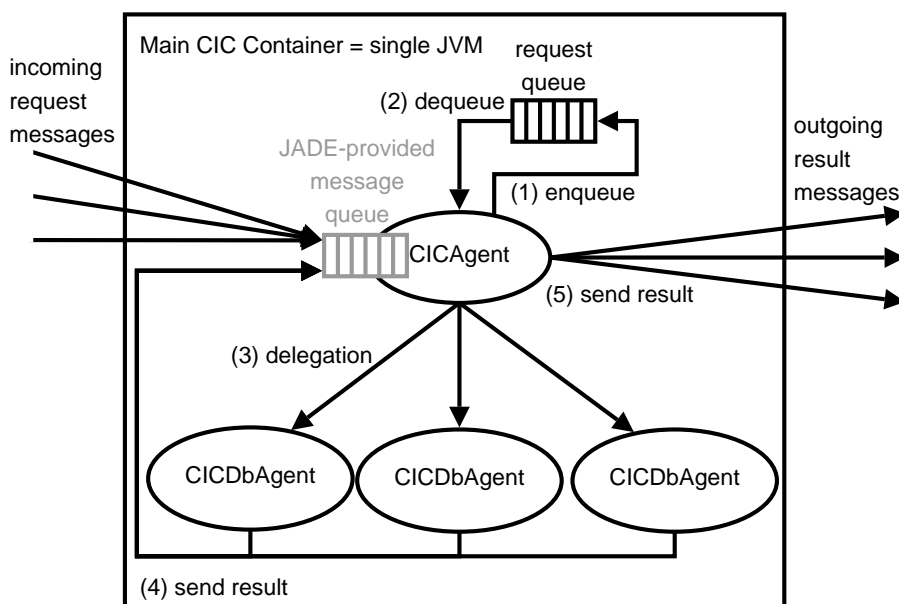 Main CIC Container = single JVM
incoming
request
messages
request
queue
(2) dequeue
JADE-provided
message
queue
(1) enqueue
outgoing
result
messages
CICAgent
(5) send result
(3) delegation
CICDbAgent
CICDbAgent
CICDbAgent
(4) send result